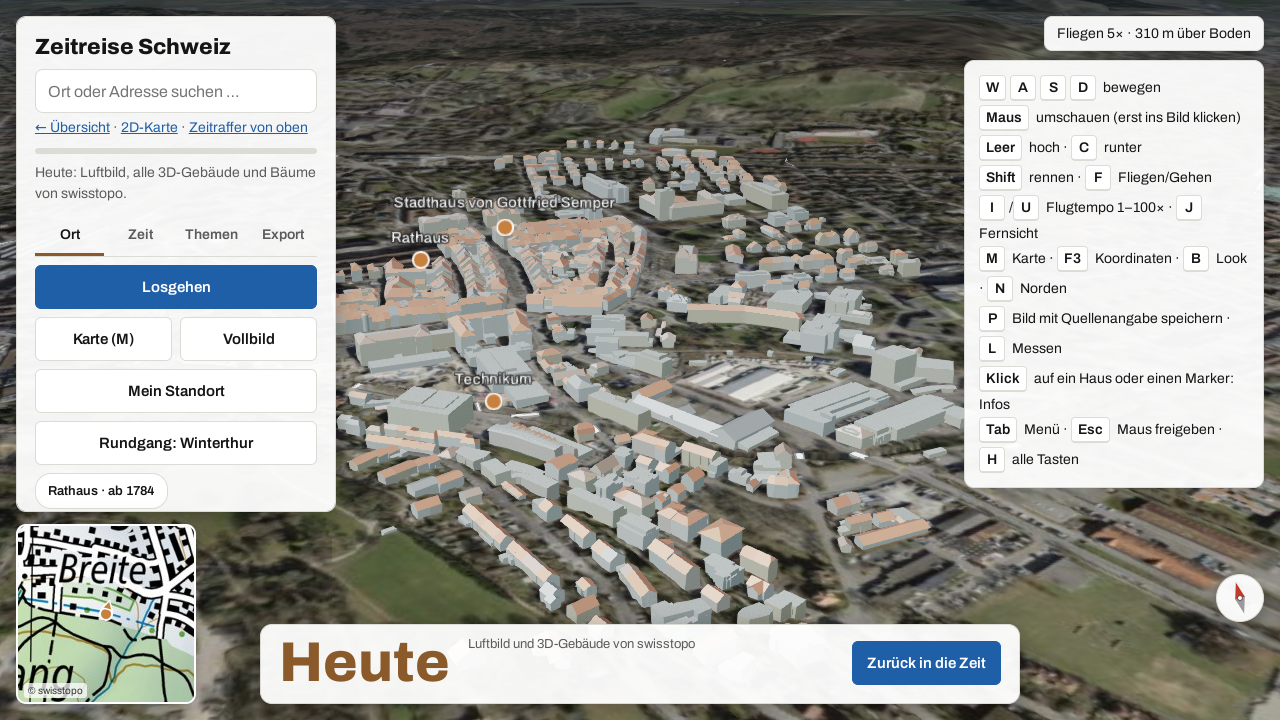 Zeitreise Schweiz
Ort oder Adresse suchen ...
← Übersicht · 2D-Karte · Zeitraffer von oben
Heute: Luftbild, alle 3D-Gebäude und Bäume
von swisstopo.
Ort Zeit Themen Export
Losgehen
Karte (M) Vollbild
Mein Standort
Rundgang: Winterthur
Rathaus · ab 1784
Breite
ang
© swisstopo
Stadthaus von Gottfried Semper
Rathaus
Technikum
Heute
Luftbild und 3D-Gebäude von swisstopo
Zurück in die Zeit
Fliegen 5× · 310 m über Boden
W A S D bewegen
Maus umschauen (erst ins Bild klicken)
Leer hoch · C runter
Shift rennen · F Fliegen/Gehen
I / U Flugtempo 1–100× · J
Fernsicht
M Karte · F3 Koordinaten · B Look
· N Norden
P Bild mit Quellenangabe speichern ·
L Messen
Klick auf ein Haus oder einen Marker:
Infos
Tab Menü · Esc Maus freigeben ·
H alle Tasten